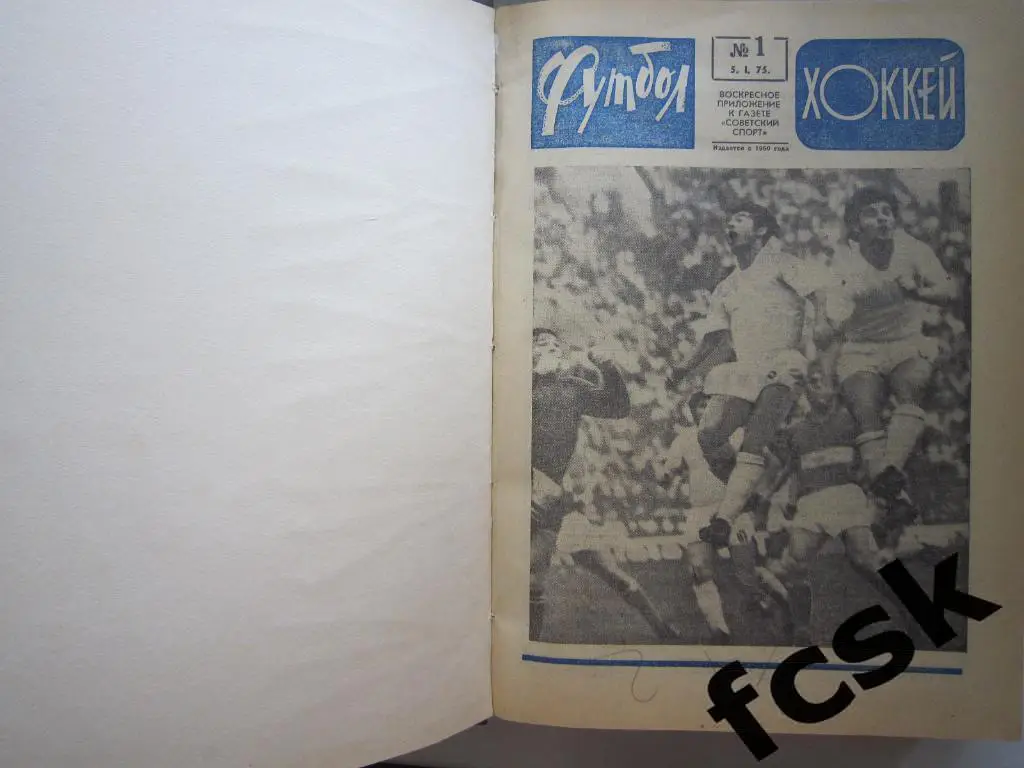 Футбол
№ 1
5. I. 75.
ВОСКРЕСНОЕ
ПРИЛОЖЕНИЕ
К ГАЗЕТЕ
«СОВЕТСКИЙ
СПОРТ»
Издается с 1960 года
ХОККЕЙ
fcsk